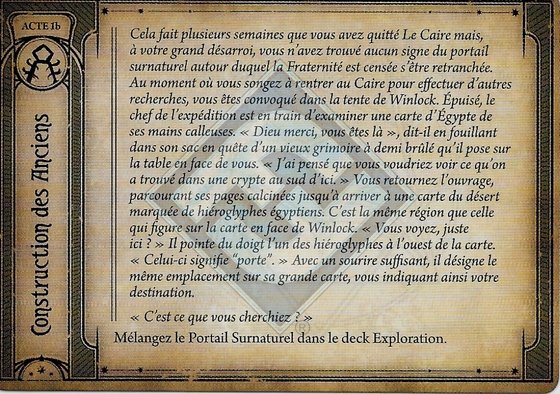 ACTE Ib
Construction des Anciens
Cela fait plusieurs semaines que vous avez quitté Le Caire mais,
à votre grand désarroi, vous n'avez trouvé aucun signe du portail
surnaturel autour duquel la Fraternité est censée s'être retranchée.
Au moment où vous songez à rentrer au Caire pour effectuer d'autres
recherches, vous êtes convoqué dans la tente de Winlock. Épuisé, le
chef de l'expédition est en train d'examiner une carte d'Égypte de
ses mains calleuses. « Dieu merci, vous êtes là », dit-il en fouillant
dans son sac en quête d'un vieux grimoire à demi brûlé qu'il pose sur
la table en face de vous. « J'ai pensé que vous voudriez voir ce qu'on
a trouvé dans une crypte au sud d'ici. » Vous retournez l'ouvrage,
parcourant ses pages calcinées jusqu'à arriver à une carte du désert
marquée de hiéroglyphes égyptiens. C'est la même région que celle
qui figure sur la carte en face de Winlock. « Vous voyez, juste
ici ? » Il pointe du doigt l'un des hiéroglyphes à l'ouest de la carte.
« Celui-ci signifie "porte". » Avec un sourire suffisant, il désigne le
même emplacement sur sa grande carte, vous indiquant ainsi votre
destination.
« C'est ce que vous cherchiez ? »
Mélangez le Portail Surnaturel dans le deck Exploration.